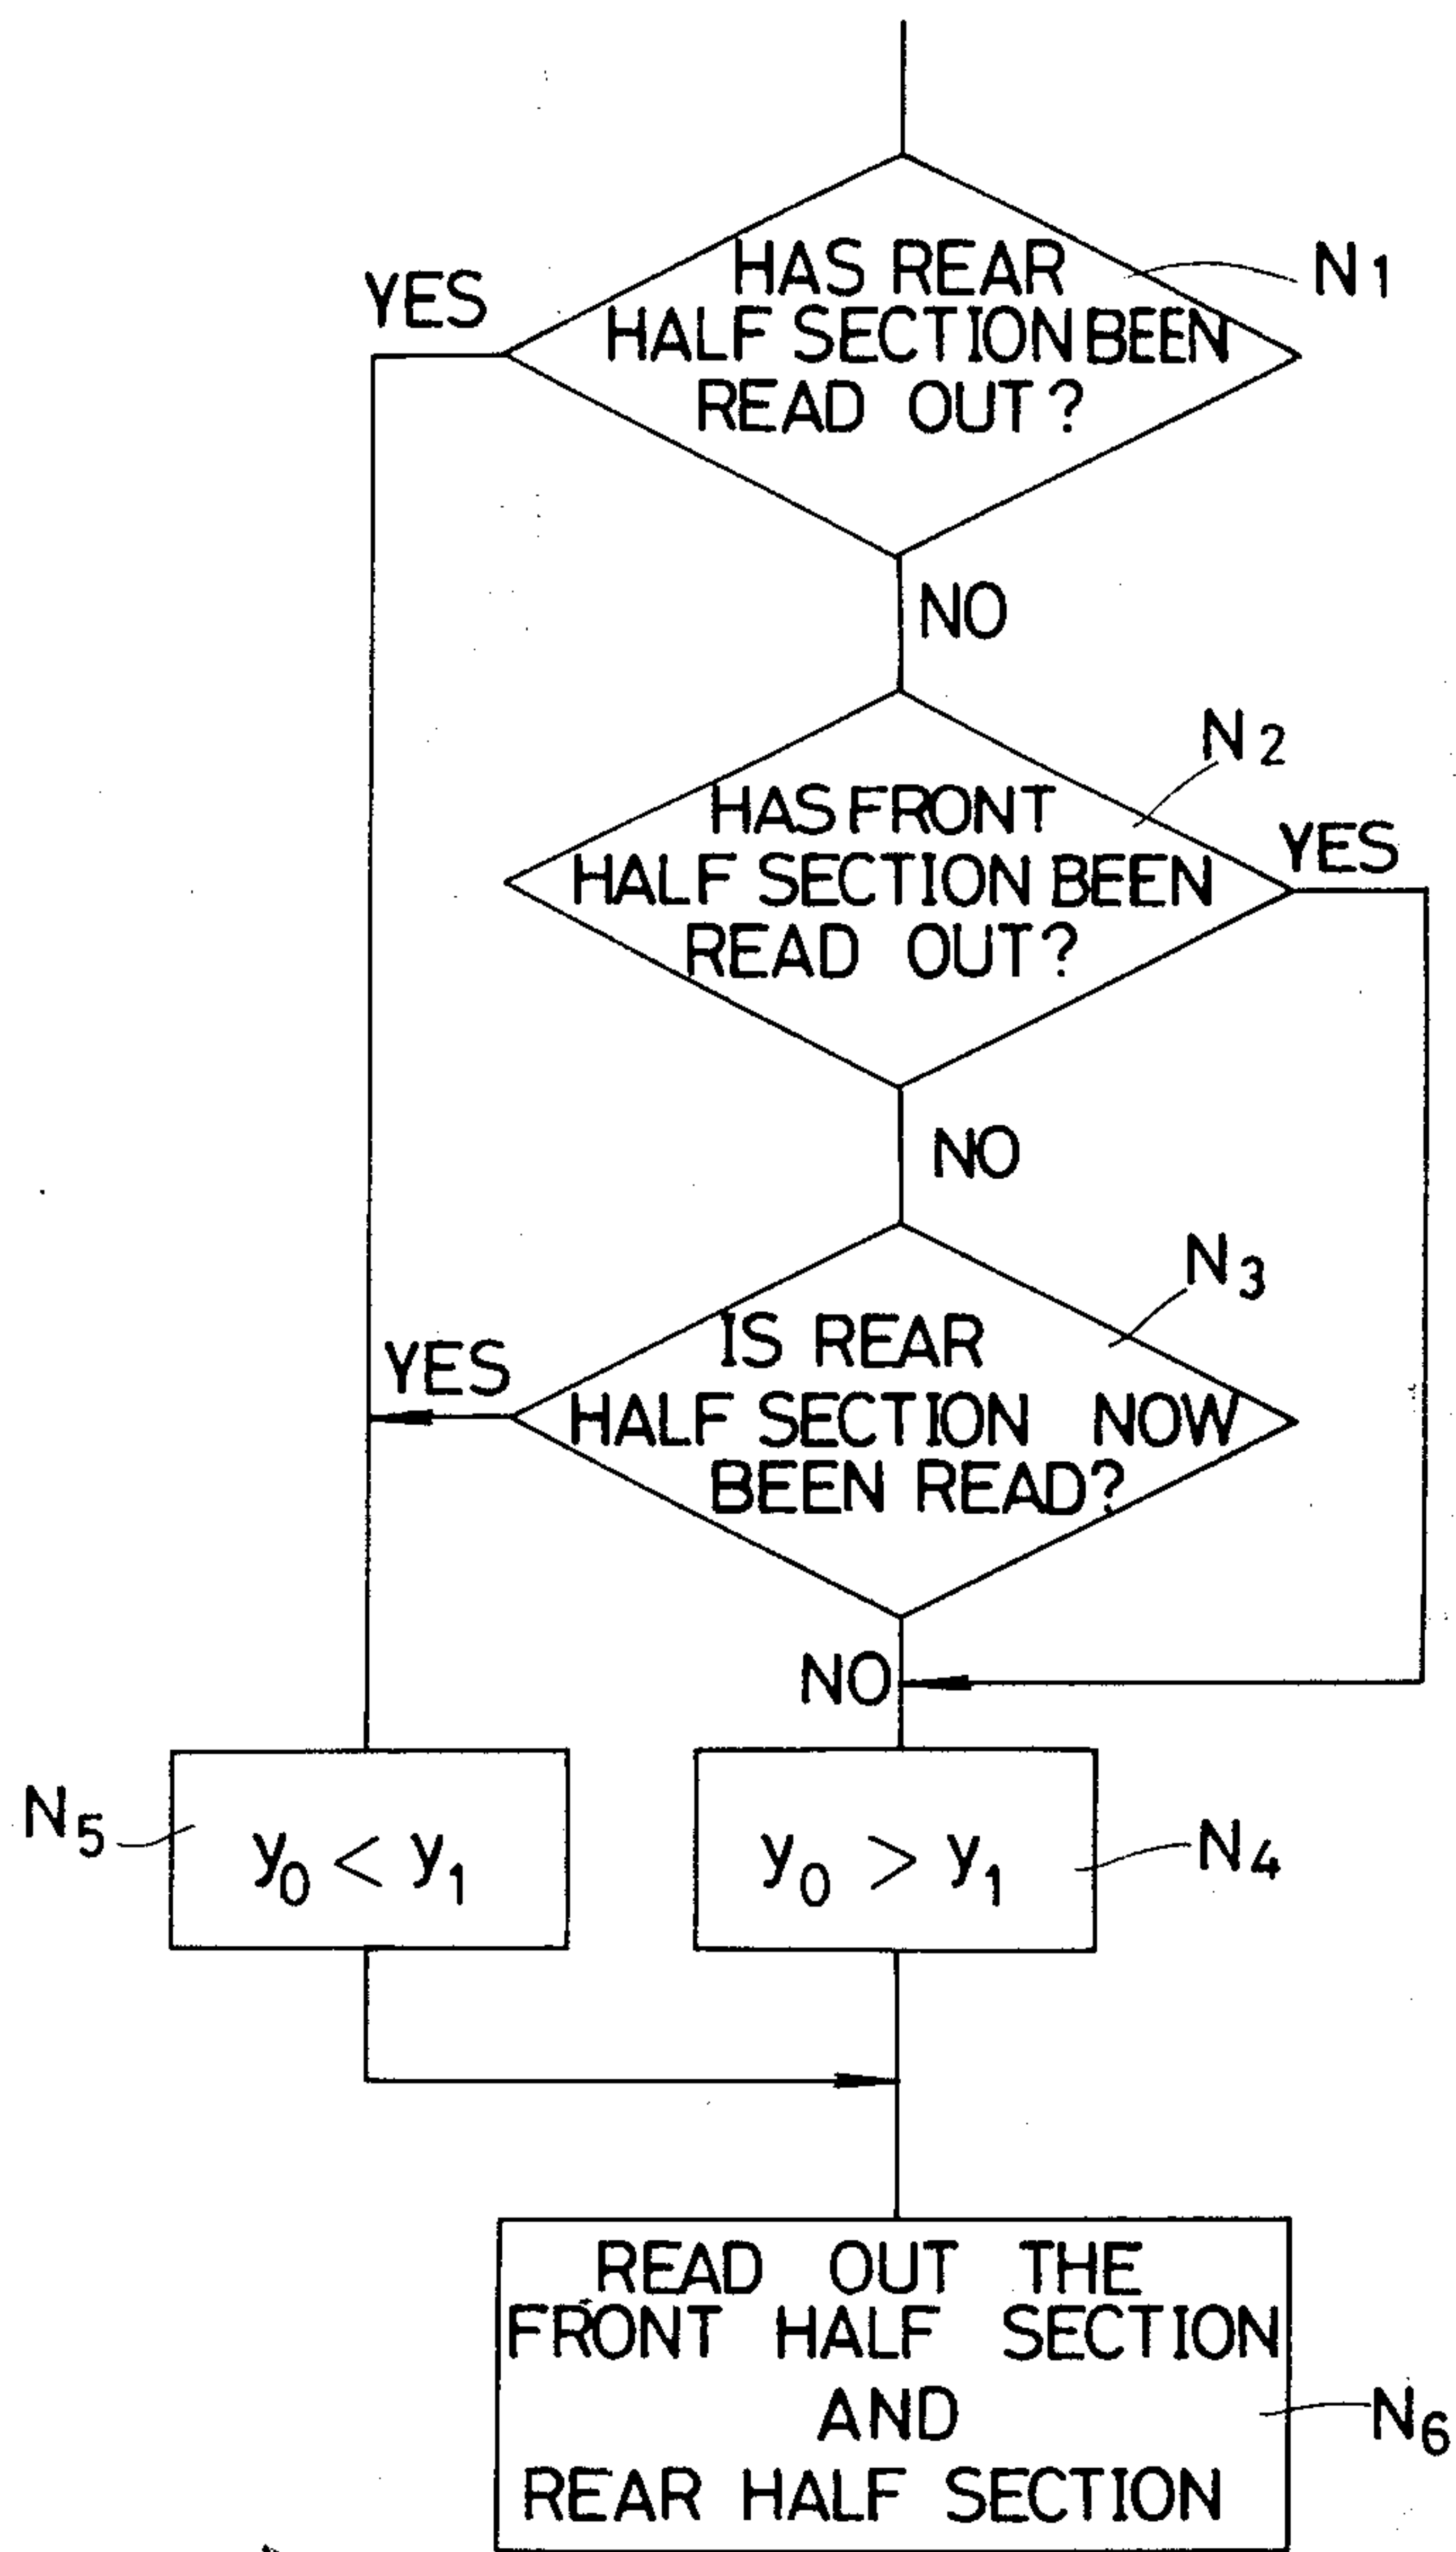 HAS REAR
HALF SECTION BEEN
READ OUT?
N1
YES
NO
HAS FRONT
HALF SECTION BEEN
READ OUT?
N2
YES
NO
IS REAR
HALF SECTION NOW
BEEN READ?
N3
YES
NO
N5
y0 < y1
y0 > y1
N4
READ OUT THE
FRONT HALF SECTION
AND
REAR HALF SECTION
N6